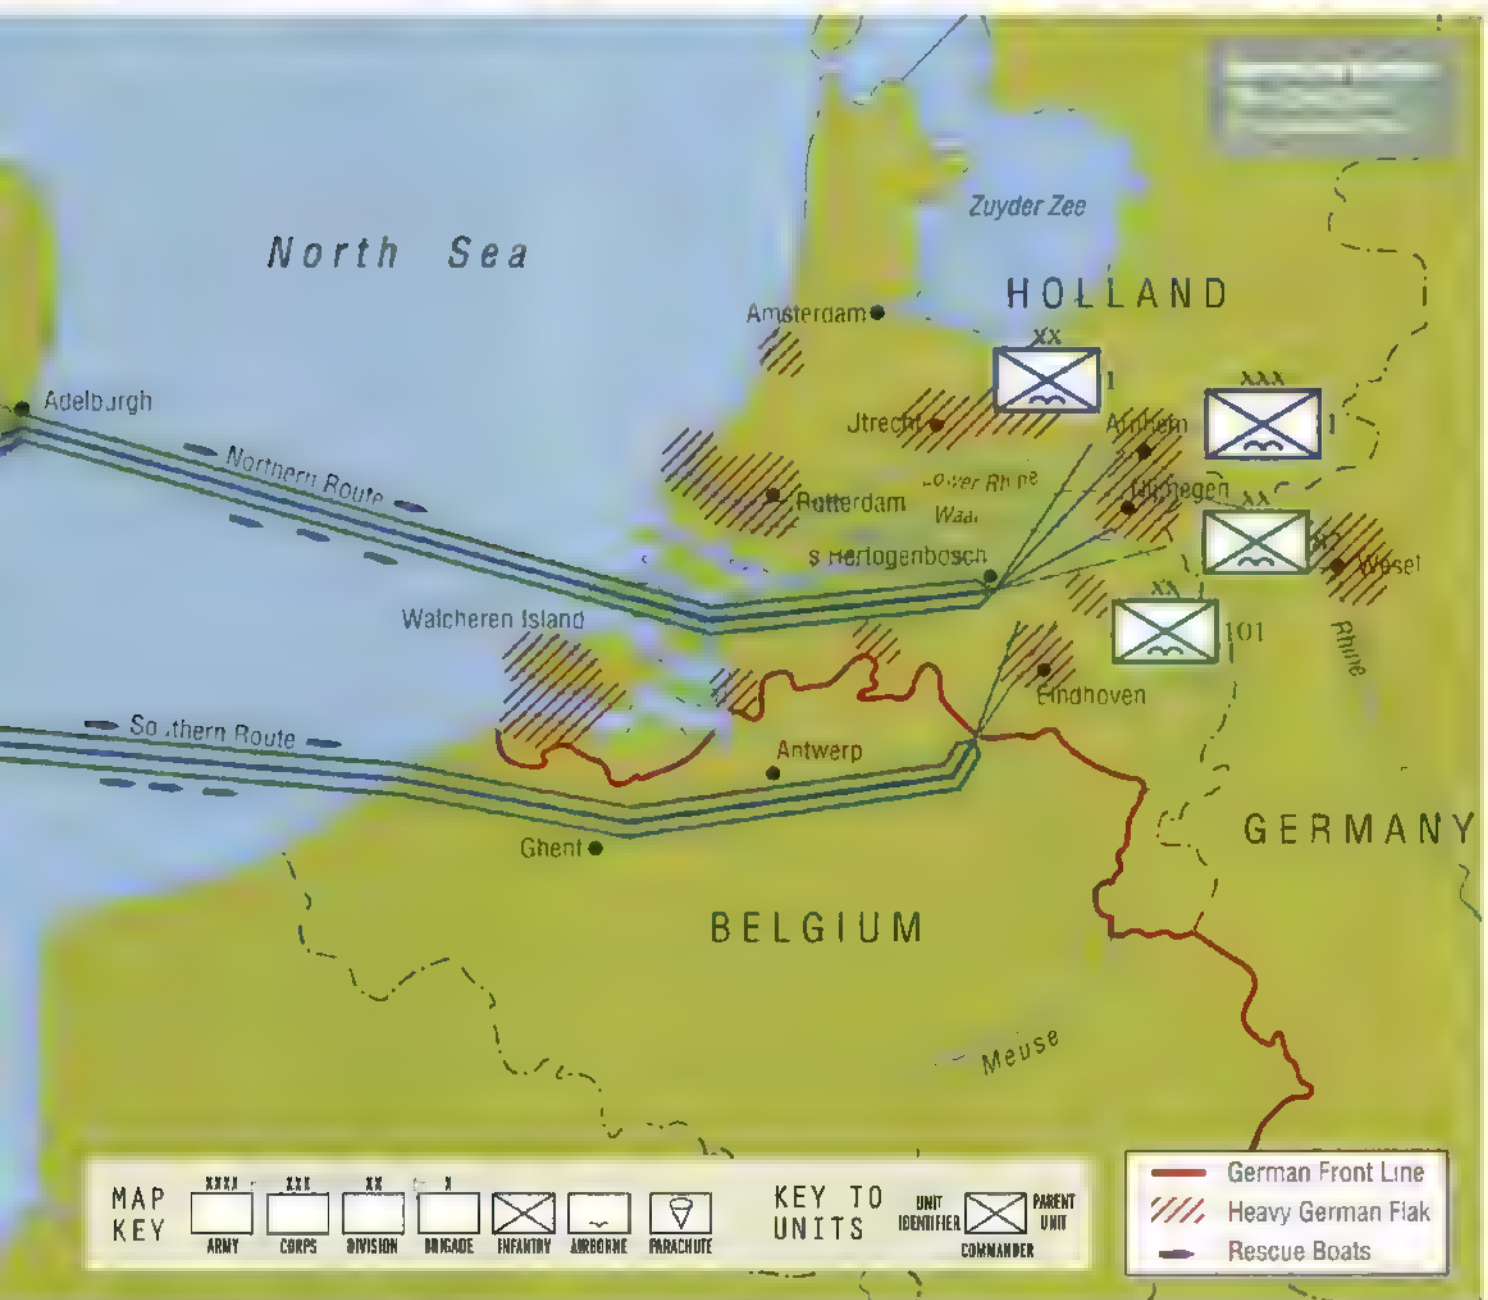 North Sea
Zuyder Zee
HOLLAND
Amsterdam
XX
1
XXX
1
Adelburgh
Utrecht
Arnhem
Northern Route
Lower Rhine
Waal
Nijmegen
XX
Rotterdam
s Hertogenbosch
Wesel
XX
101
Walcheren Island
Rhine
Eindhoven
Southern Route
Antwerp
Ghent
GERMANY
BELGIUM
Meuse
MAP
KEY
XXXX
XXX
XX
X
ARMY
CORPS
DIVISION
BRIGADE
INFANTRY
AIRBORNE
PARACHUTE
KEY TO
UNITS
UNIT
IDENTIFIER
PARENT
UNIT
COMMANDER
German Front Line
Heavy German Flak
Rescue Boats